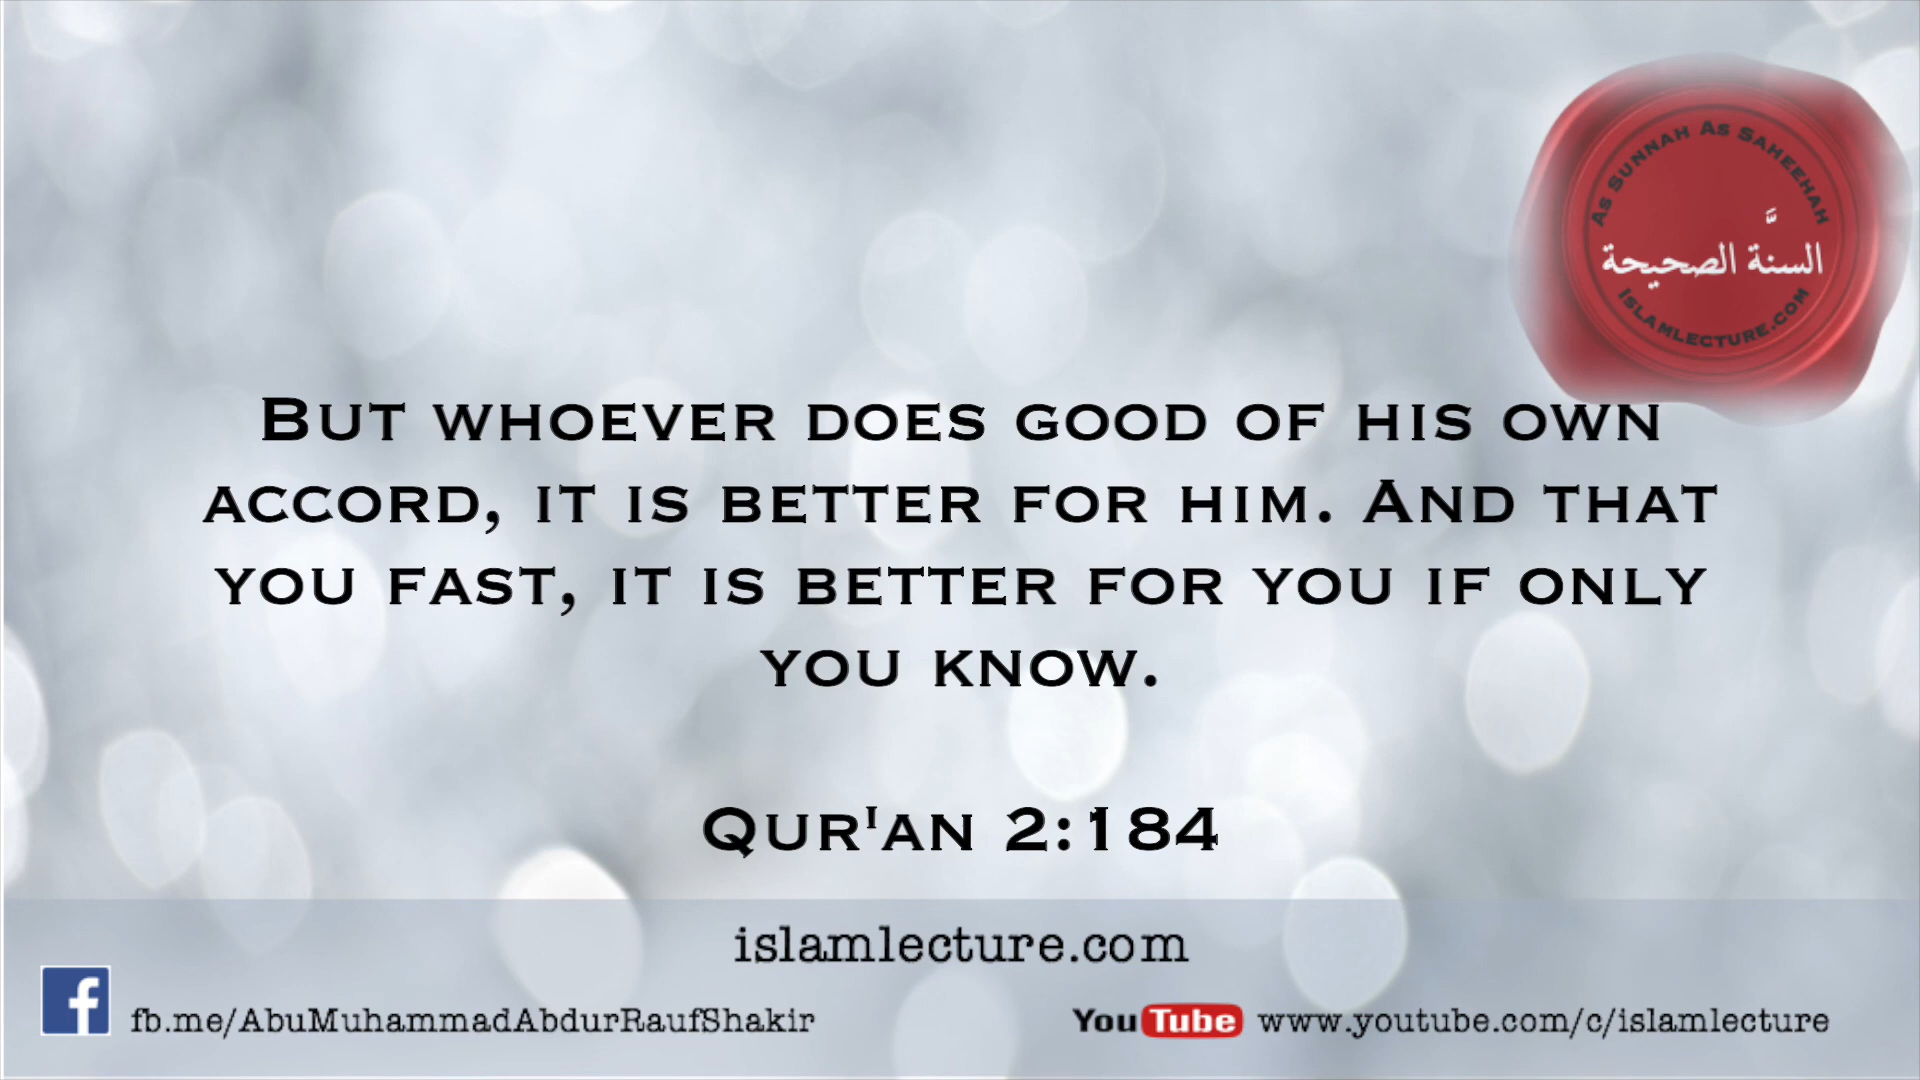 As Sunnah As Saheehah
السنَّة الصحيحة
Islamlecture.com
But whoever does good of his own
accord, it is better for him. And that
you fast, it is better for you if only
you know.
Qur'an 2:184
islamlecture.com
f fb.me/AbuMuhammadAbdurRaufShakir
YouTube www.youtube.com/c/islamlecture